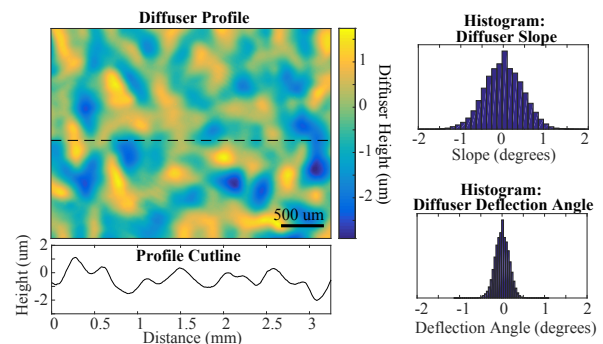 Diffuser Profile
1
0
-1
-2
Diffuser Height (um)
500 um
Profile Cutline
2
0
-2
Height (um)
0 0.5 1 1.5 2 2.5 3
Distance (mm)
Histogram:
Diffuser Slope
-2 -1 0 1 2
Slope (degrees)
Histogram:
Diffuser Deflection Angle
-2 -1 0 1 2
Deflection Angle (degrees)